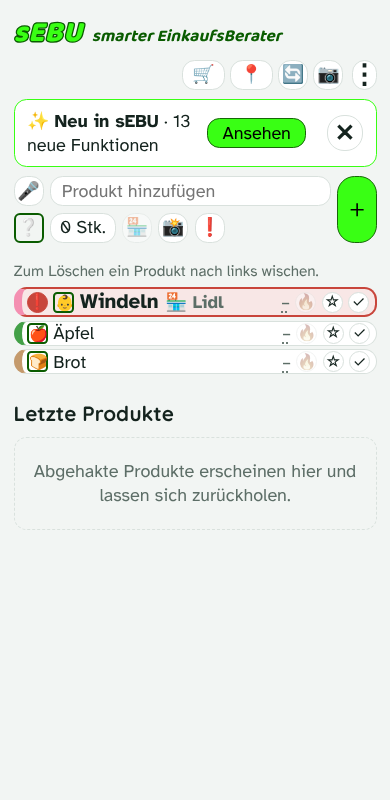 sEBU smarter EinkaufsBerater
✨ Neu in sEBU · 13
neue Funktionen
Ansehen
Produkt hinzufügen
0 Stk.
Zum Löschen ein Produkt nach links wischen.
Windeln Lidl –
Äpfel –
Brot –
Letzte Produkte
Abgehakte Produkte erscheinen hier und
lassen sich zurückholen.